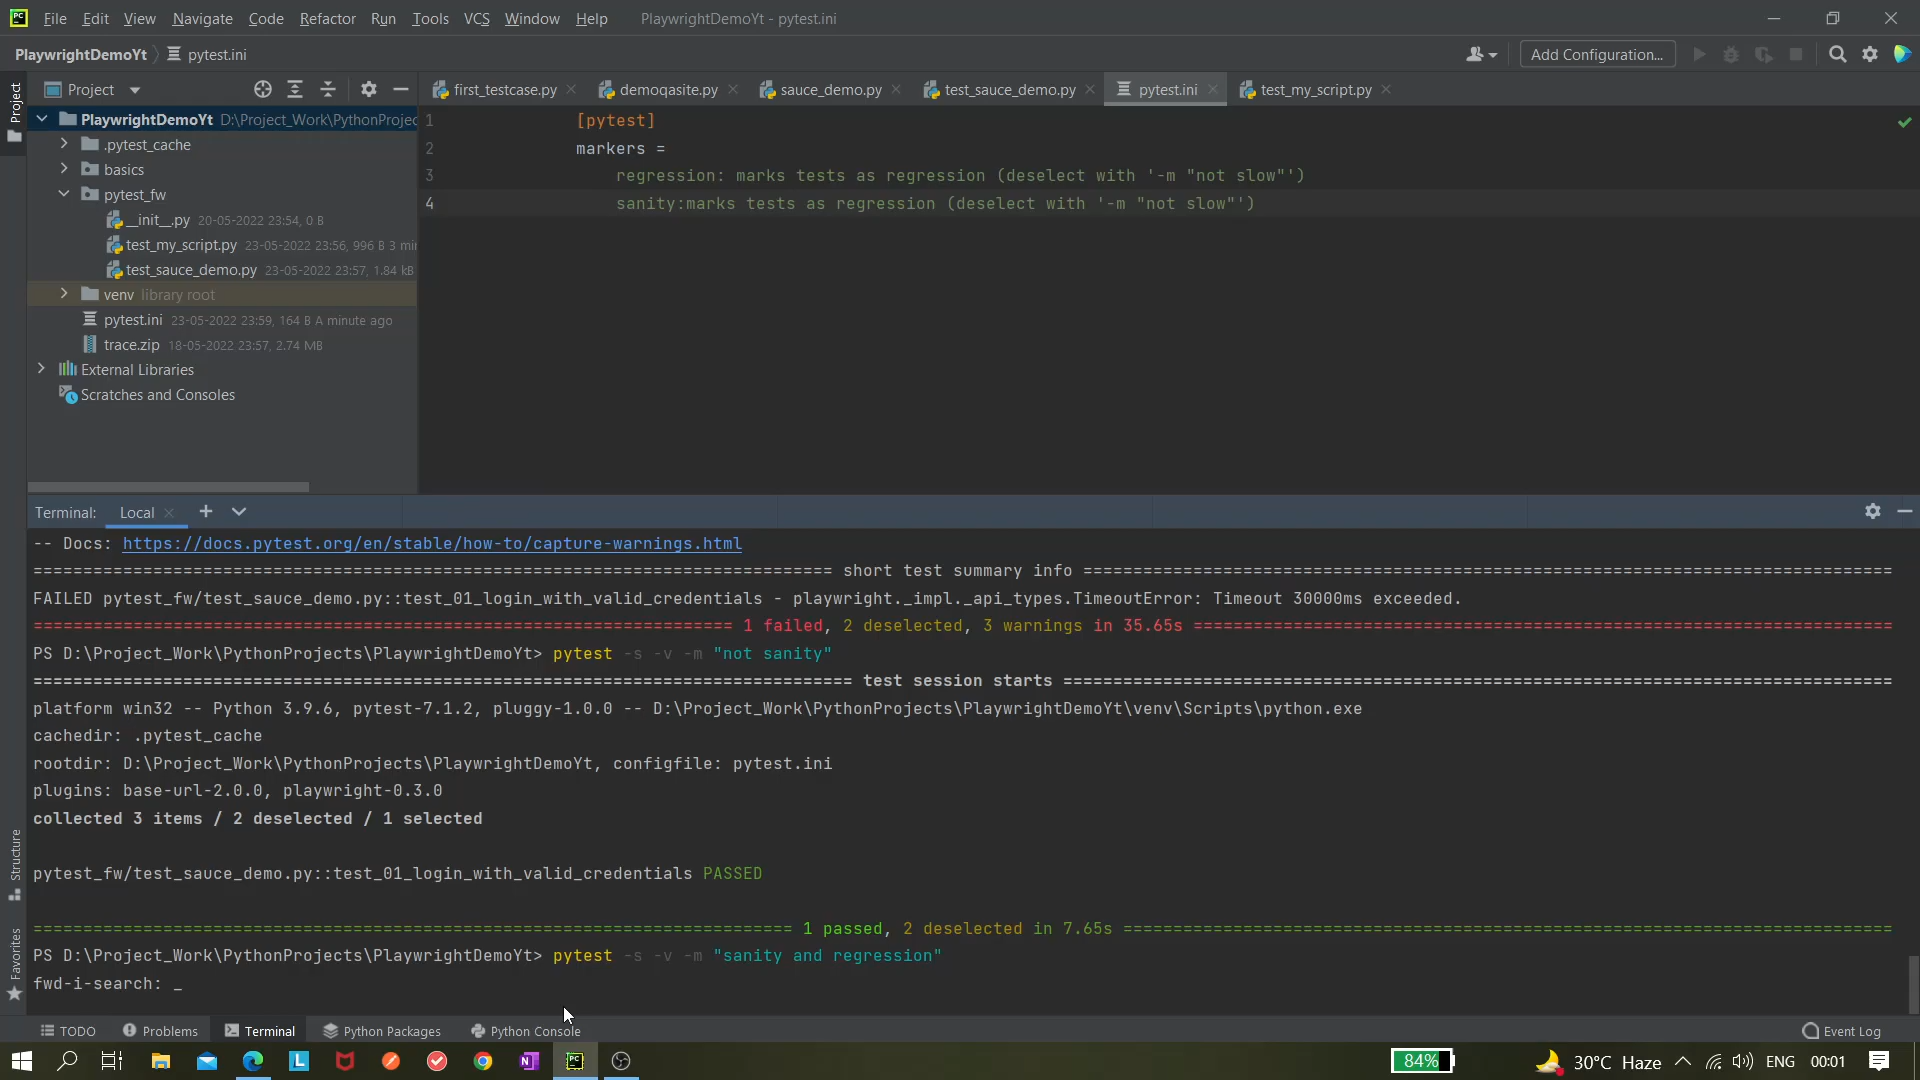 PC File Edit View Navigate Code Refactor Run Tools VCS Window Help PlaywrightDemoYt - pytest.ini
PlaywrightDemoYt pytest.ini Add Configuration...
Project
Project first_testcase.py demoqasite.py sauce_demo.py test_sauce_demo.py pytest.ini test_my_script.py
PlaywrightDemoYt D:\Project_Work\PythonProjec
.pytest_cache
basics
pytest_fw
__init__.py 20-05-2022 23:54, 0 B
test_my_script.py 23-05-2022 23:56, 996 B 3 mi
test_sauce_demo.py 23-05-2022 23:57, 1.84 kB
venv library root
pytest.ini 23-05-2022 23:59, 164 B A minute ago
trace.zip 18-05-2022 23:57, 2.74 MB
External Libraries
Scratches and Consoles
1 [pytest]
2 markers =
3 regression: marks tests as regression (deselect with '-m "not slow"')
4 sanity:marks tests as regression (deselect with '-m "not slow"')
Terminal: Local
-- Docs: https://docs.pytest.org/en/stable/how-to/capture-warnings.html
short test summary info
FAILED pytest_fw/test_sauce_demo.py::test_01_login_with_valid_credentials - playwright._impl._api_types.TimeoutError: Timeout 30000ms exceeded.
1 failed, 2 deselected, 3 warnings in 35.65s
PS D:\Project_Work\PythonProjects\PlaywrightDemoYt> pytest -s -v -m "not sanity"
test session starts
platform win32 -- Python 3.9.6, pytest-7.1.2, pluggy-1.0.0 -- D:\Project_Work\PythonProjects\PlaywrightDemoYt\venv\Scripts\python.exe
cachedir: .pytest_cache
rootdir: D:\Project_Work\PythonProjects\PlaywrightDemoYt, configfile: pytest.ini
plugins: base-url-2.0.0, playwright-0.3.0
collected 3 items / 2 deselected / 1 selected
pytest_fw/test_sauce_demo.py::test_01_login_with_valid_credentials PASSED
1 passed, 2 deselected in 7.65s
PS D:\Project_Work\PythonProjects\PlaywrightDemoYt> pytest -s -v -m "sanity and regression"
fwd-i-search: _
Structure
Favorites
TODO Problems Terminal Python Packages Python Console Event Log
84% 30°C Haze ENG 00:01